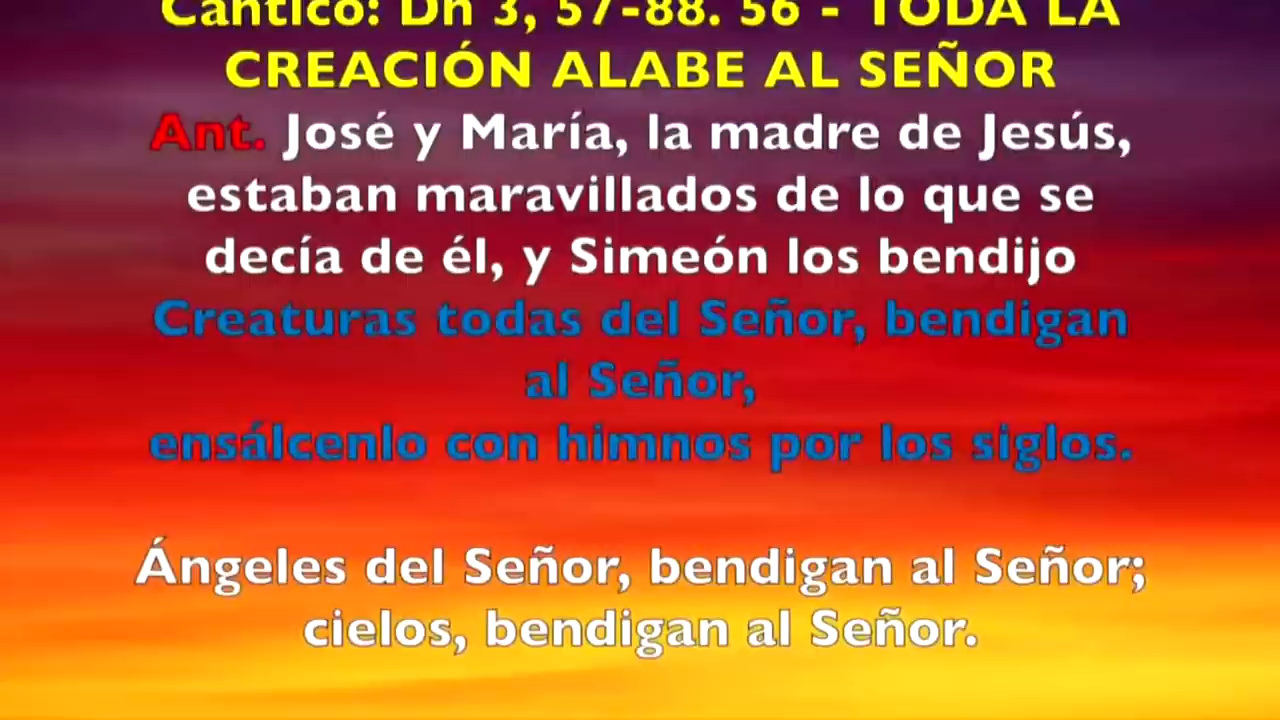 Cántico: Dn 3, 57-88. 56 - TODA LA
CREACIÓN ALABE AL SEÑOR
Ant. José y María, la madre de Jesús,
estaban maravillados de lo que se
decía de él, y Simeón los bendijo
Creaturas todas del Señor, bendigan
al Señor,
ensálcenlo con himnos por los siglos.
Ángeles del Señor, bendigan al Señor;
cielos, bendigan al Señor.